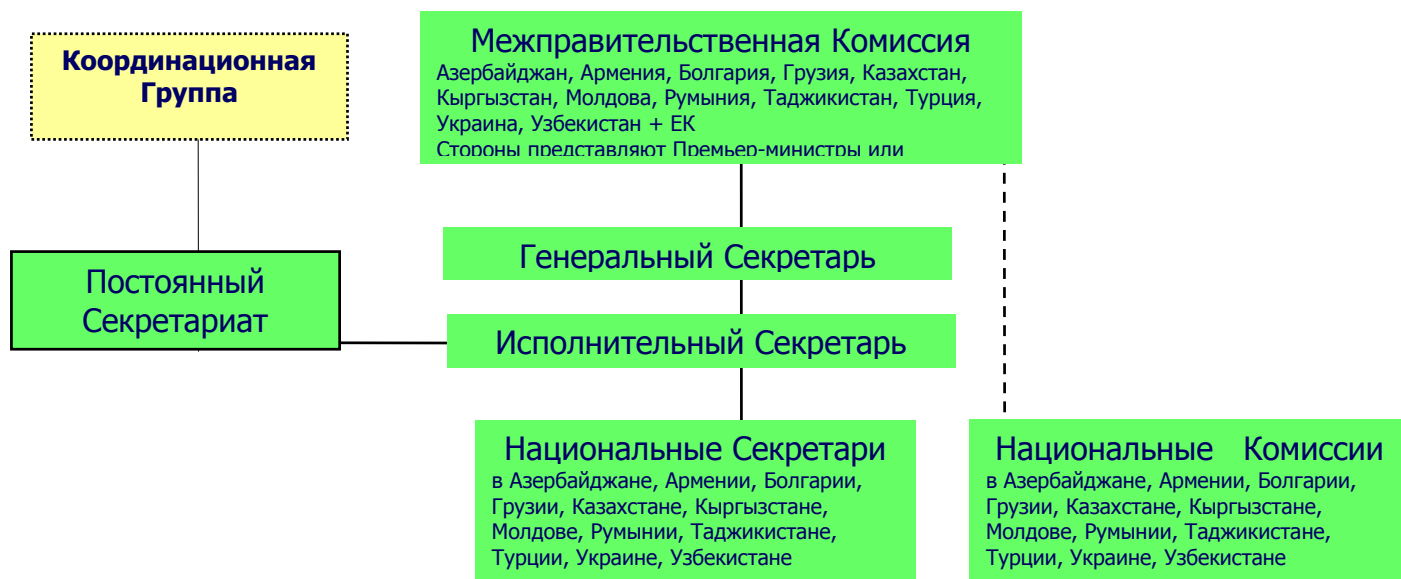 Координационная
Группа
Межправительственная Комиссия
Азербайджан, Армения, Болгария, Грузия, Казахстан,
Кыргызстан, Молдова, Румыния, Таджикистан, Турция,
Украина, Узбекистан + ЕК
Стороны представляют Премьер-министры или
Постоянный
Секретариат
Генеральный Секретарь
Исполнительный Секретарь
Национальные Секретари
в Азербайджане, Армении, Болгарии,
Грузии, Казахстане, Кыргызстане,
Молдове, Румынии, Таджикистане,
Турции, Украине, Узбекистане
Национальные Комиссии
в Азербайджане, Армении, Болгарии,
Грузии, Казахстане, Кыргызстане,
Молдове, Румынии, Таджикистане,
Турции, Украине, Узбекистане